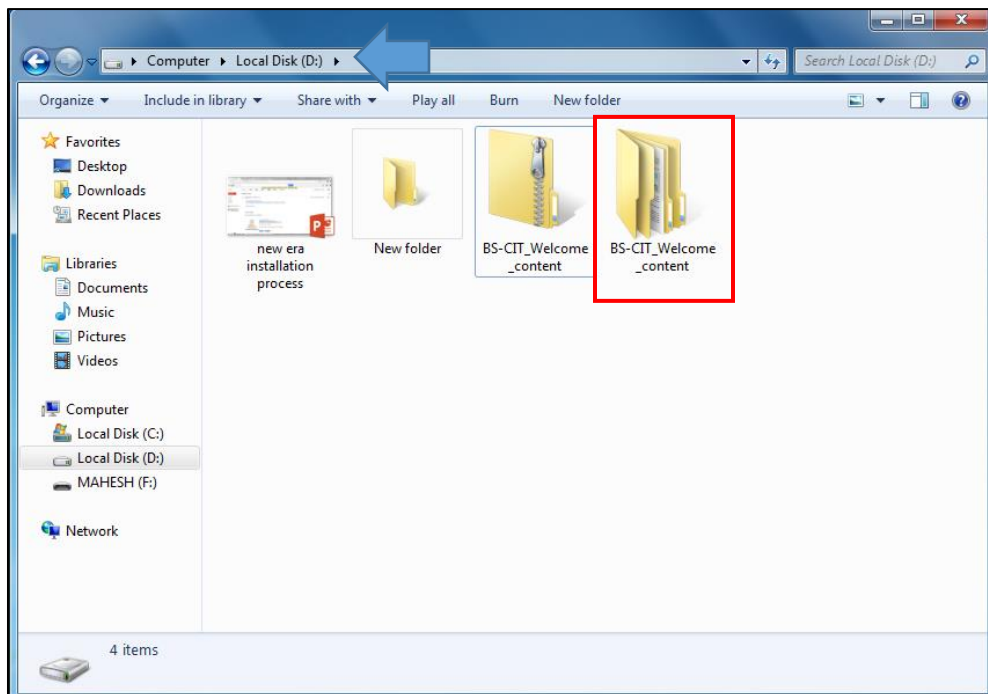 Computer ▸ Local Disk (D:) ▸
Search Local Disk (D:)
Organize Include in library Share with Play all Burn New folder
Favorites
Desktop
Downloads
Recent Places
Libraries
Documents
Music
Pictures
Videos
Computer
Local Disk (C:)
Local Disk (D:)
MAHESH (F:)
Network
new era
installation
process
New folder
BS-CIT_Welcome
_content
BS-CIT_Welcome
_content
4 items